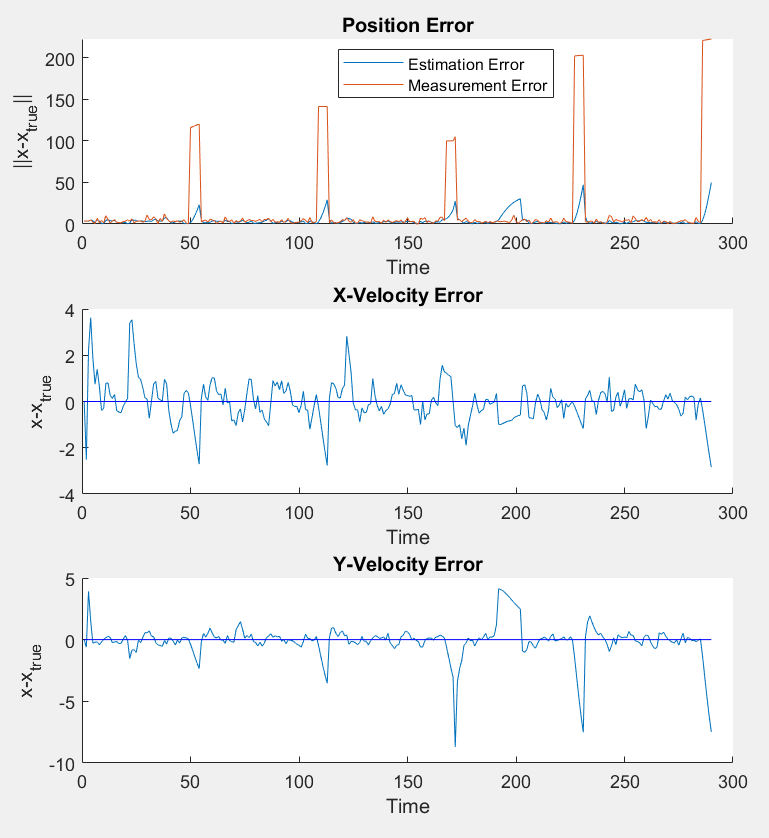 Position Error
||x-x_true||
200
150
100
50
0
Estimation Error
Measurement Error
0 50 100 150 200 250 300
Time
X-Velocity Error
x-x_true
4
2
0
-2
-4
0 50 100 150 200 250 300
Time
Y-Velocity Error
x-x_true
5
0
-5
-10
0 50 100 150 200 250 300
Time